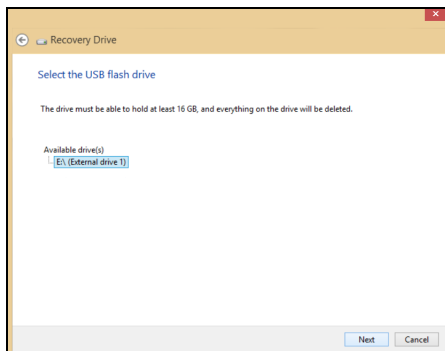 Recovery Drive
Select the USB flash drive
The drive must be able to hold at least 16 GB, and everything on the drive will be deleted.
Available drive(s)
E:\ (External drive 1)
Next Cancel